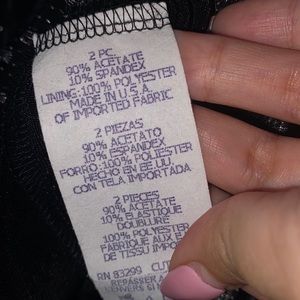 2 PC.
90% ACETATE
10% SPANDEX
LINING:100% POLYESTER
MADE IN U.S.A.
OF IMPORTED FABRIC
2 PIEZAS
90% ACETATO
10% ESPANDEX
FORRO:100% POLIESTER
HECHO EN EE.UU.
CON TELA IMPORTADA
2 PIECES
90% ACETATE
10% ELASTIQUE
DOUBLURE
100% POLYESTER
FABRIQUE AUX
DE TISSU
RN 83299
REPASSER